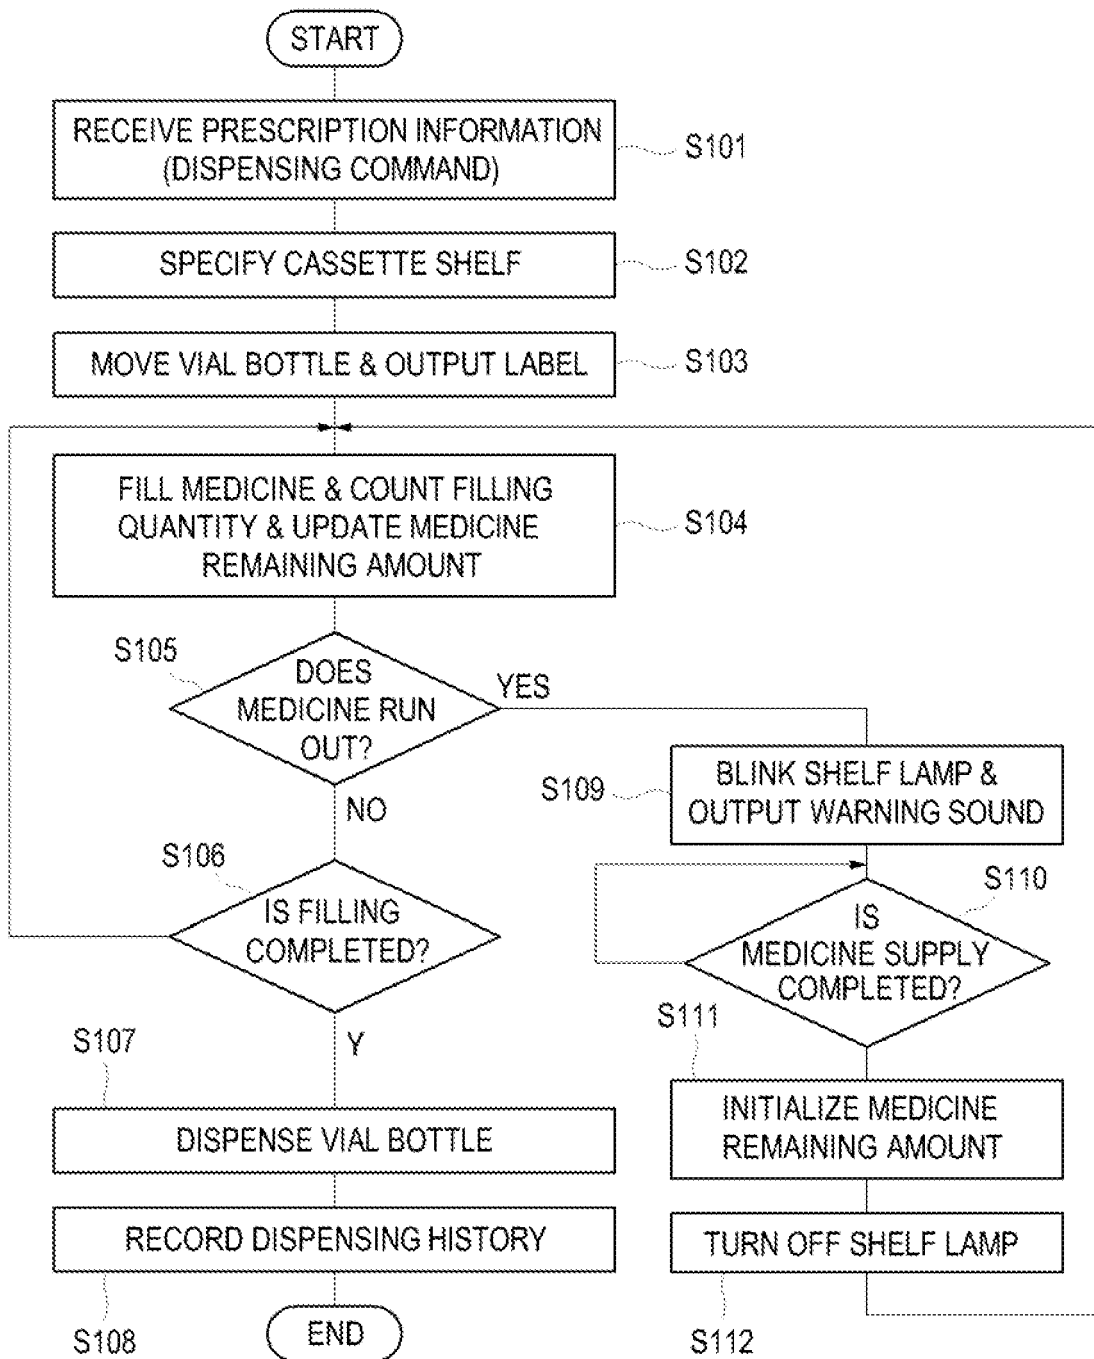 START
RECEIVE PRESCRIPTION INFORMATION
(DISPENSING COMMAND)
S101
SPECIFY CASSETTE SHELF
S102
MOVE VIAL BOTTLE & OUTPUT LABEL
S103
FILL MEDICINE & COUNT FILLING
QUANTITY & UPDATE MEDICINE
REMAINING AMOUNT
S104
S105
DOES
MEDICINE RUN
OUT?
YES
NO
S106
IS FILLING
COMPLETED?
Y
S107
DISPENSE VIAL BOTTLE
RECORD DISPENSING HISTORY
S108
END
S109
BLINK SHELF LAMP &
OUTPUT WARNING SOUND
S110
IS
MEDICINE SUPPLY
COMPLETED?
S111
INITIALIZE MEDICINE
REMAINING AMOUNT
TURN OFF SHELF LAMP
S112